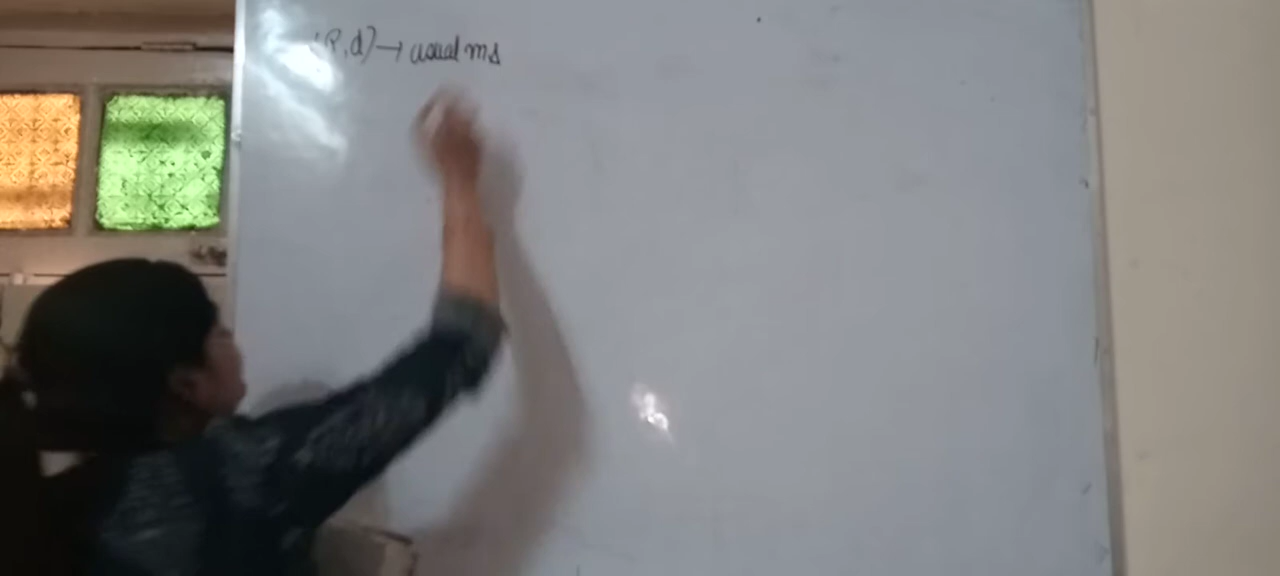 (R, d) → usual ms